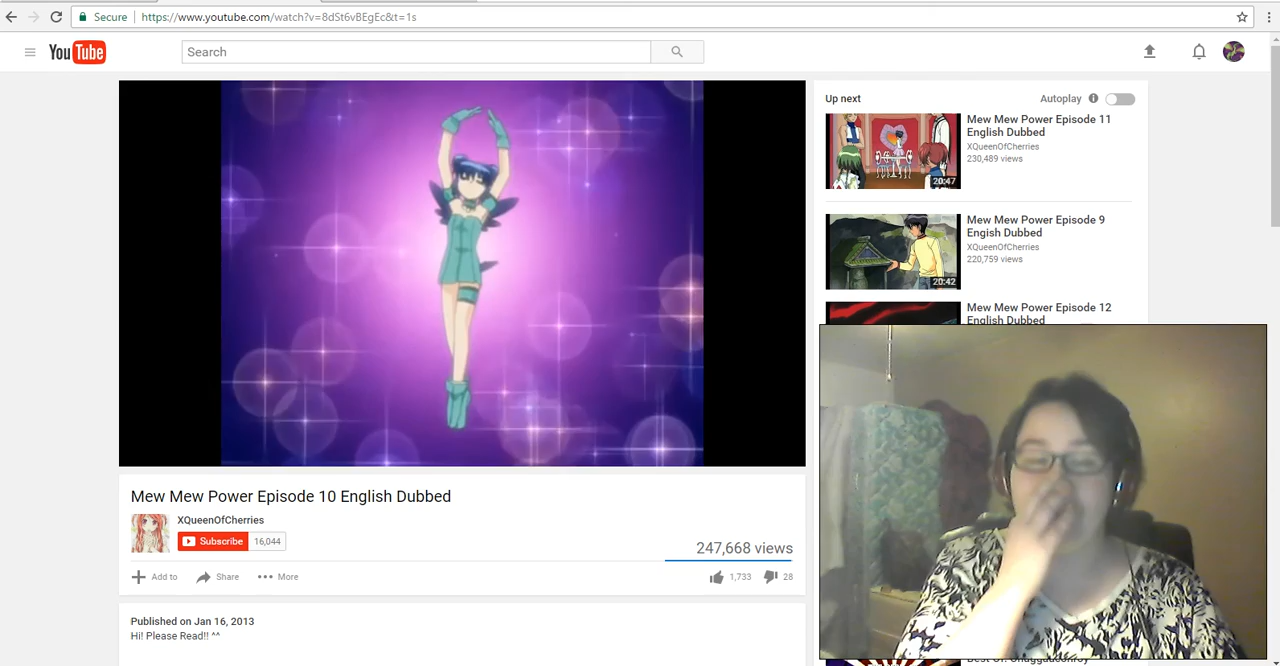 Secure https://www.youtube.com/watch?v=8dSt6vBEgEc&t=1s
YouTube
Search
Up next
Autoplay
Mew Mew Power Episode 11
English Dubbed
XQueenOfCherries
230,489 views
20:47
Mew Mew Power Episode 9
Engish Dubbed
XQueenOfCherries
220,759 views
20:42
Mew Mew Power Episode 12
English Dubbed
Mew Mew Power Episode 10 English Dubbed
XQueenOfCherries
Subscribe 16,044
247,668 views
Add to Share More
1,733 28
Published on Jan 16, 2013
Hi! Please Read!! ^^